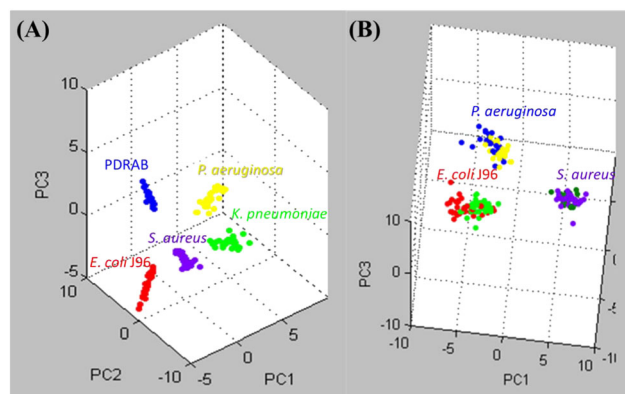 (A)
10
5
0
-5
10
0
-10
-5
0
5
PC3
PC2
PC1
PDRAB
P. aeruginosa
K. pneumoniae
S. aureus
E. coli J96
(B)
P. aeruginosa
E. coli J96
S. aureus
PC3
10
0
-10
-10
-5
0
5
10
-10
PC1